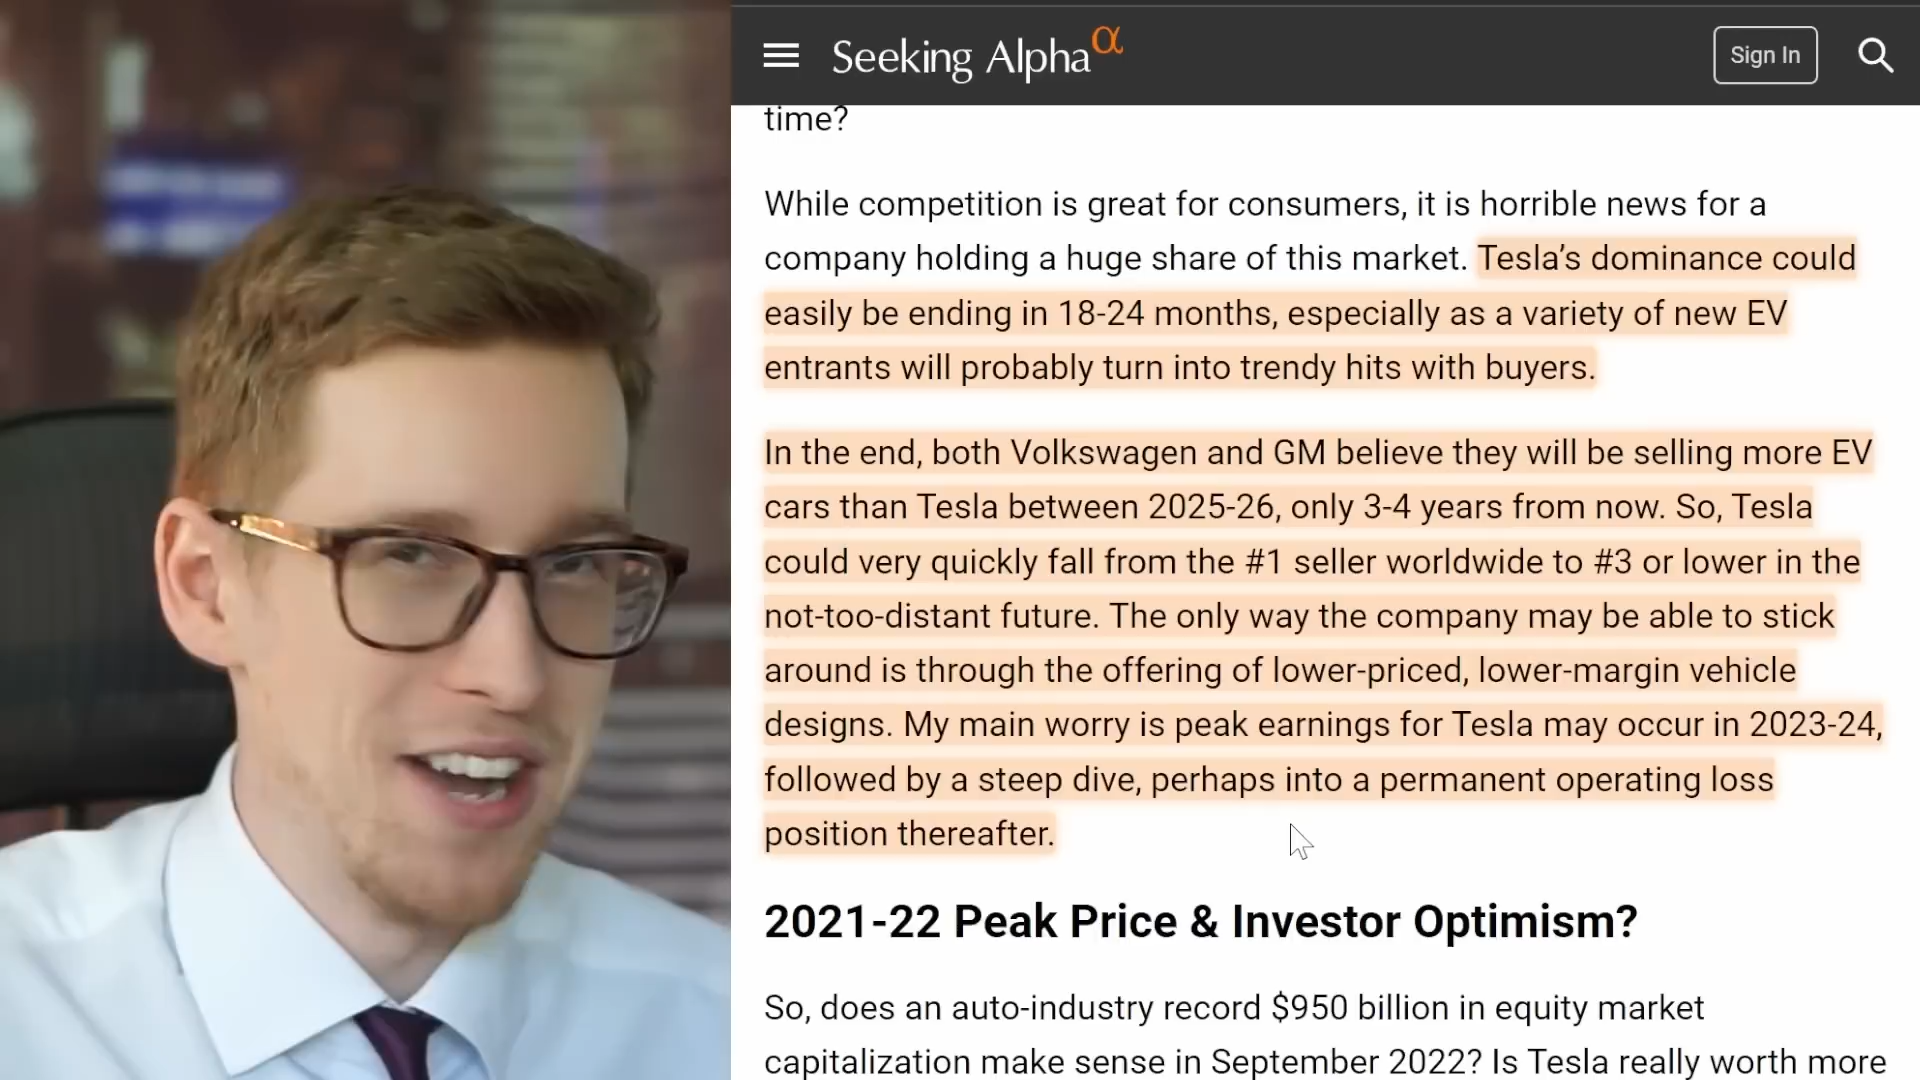 Seeking Alpha α
Sign In
time?
While competition is great for consumers, it is horrible news for a
company holding a huge share of this market. Tesla’s dominance could
easily be ending in 18-24 months, especially as a variety of new EV
entrants will probably turn into trendy hits with buyers.
In the end, both Volkswagen and GM believe they will be selling more EV
cars than Tesla between 2025-26, only 3-4 years from now. So, Tesla
could very quickly fall from the #1 seller worldwide to #3 or lower in the
not-too-distant future. The only way the company may be able to stick
around is through the offering of lower-priced, lower-margin vehicle
designs. My main worry is peak earnings for Tesla may occur in 2023-24,
followed by a steep dive, perhaps into a permanent operating loss
position thereafter.
2021-22 Peak Price & Investor Optimism?
So, does an auto-industry record $950 billion in equity market
capitalization make sense in September 2022? Is Tesla really worth more